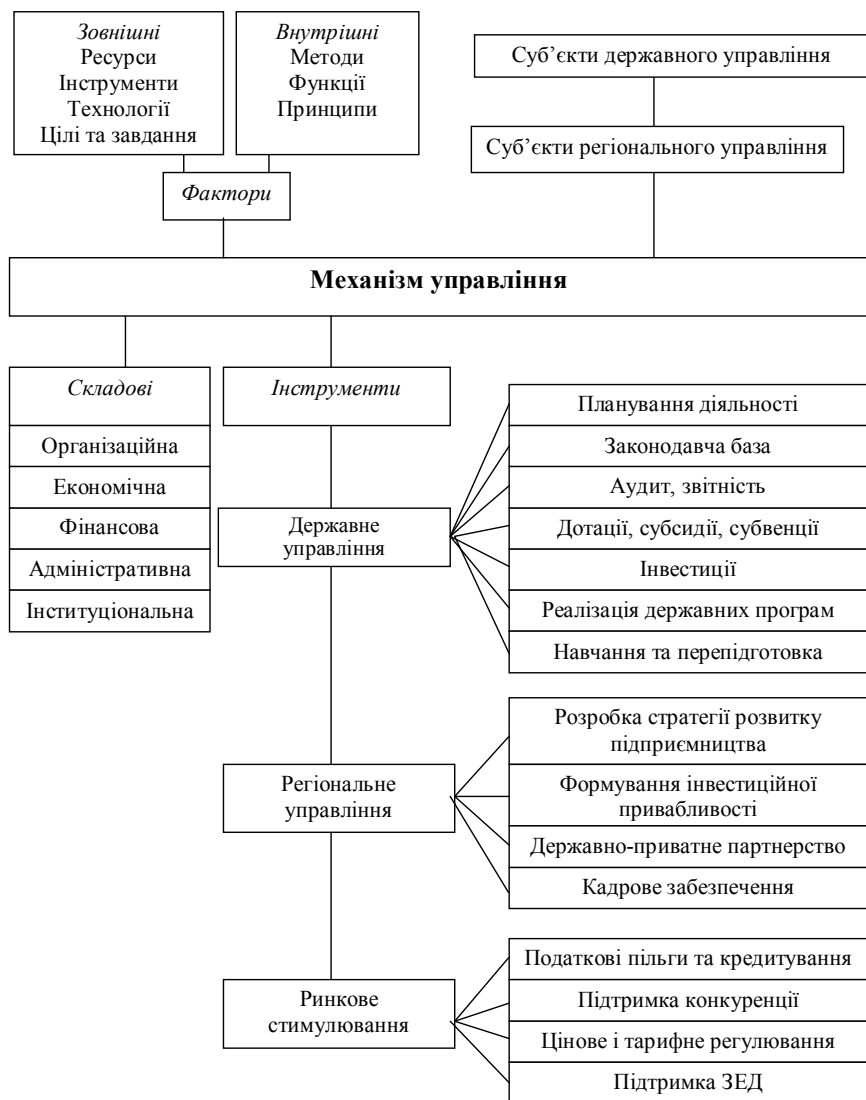 Зовнішні
Ресурси
Інструменти
Технології
Цілі та завдання
Внутрішні
Методи
Функції
Принципи
Суб’єкти державного управління
Суб’єкти регіонального управління
Фактори
Механізм управління
Складові
Організаційна
Економічна
Фінансова
Адміністративна
Інституціональна
Інструменти
Державне
управління
Планування діяльності
Законодавча база
Аудит, звітність
Дотації, субсидії, субвенції
Інвестиції
Реалізація державних програм
Навчання та перепідготовка
Регіональне
управління
Розробка стратегії розвитку
підприємництва
Формування інвестиційної
привабливості
Державно-приватне партнерство
Кадрове забезпечення
Ринкове
стимулювання
Податкові пільги та кредитування
Підтримка конкуренції
Цінове і тарифне регулювання
Підтримка ЗЕД